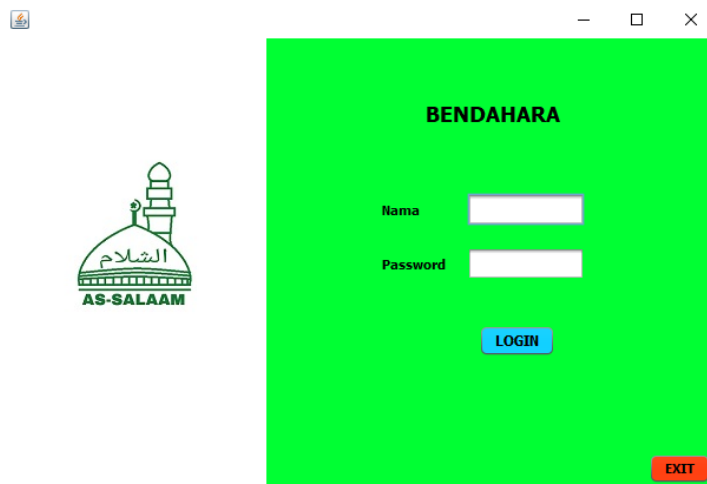 السلام
AS-SALAAM
BENDAHARA
Nama
Password
LOGIN
EXIT